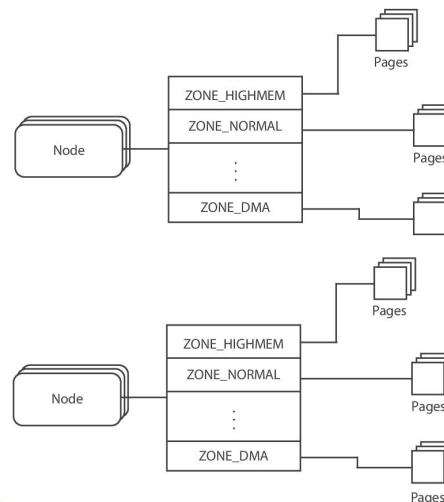 Pages
ZONE_HIGHMEM
ZONE_NORMAL
Node
Pages
ZONE_DMA
Pages
ZONE_HIGHMEM
ZONE_NORMAL
Node
Pages
ZONE_DMA
Pages